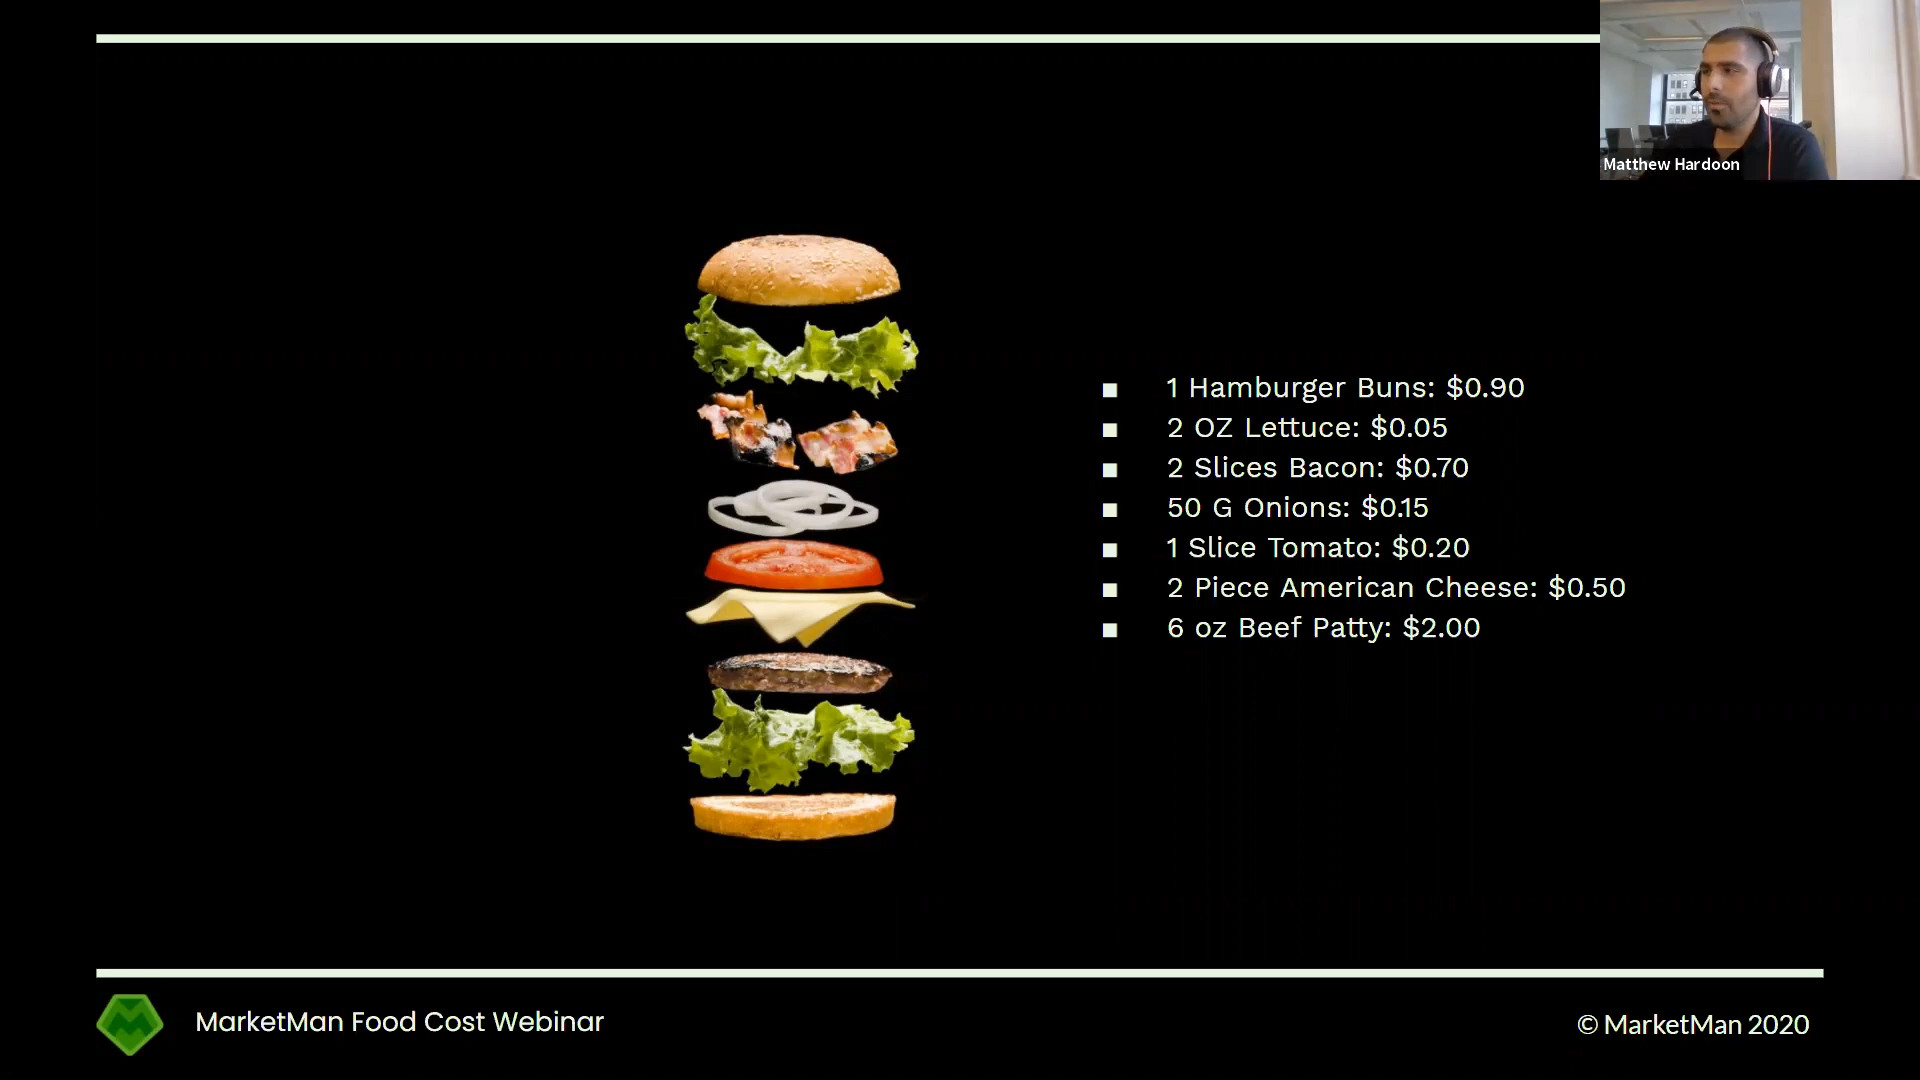 Matthew Hardoon
1 Hamburger Buns: $0.90
2 OZ Lettuce: $0.05
2 Slices Bacon: $0.70
50 G Onions: $0.15
1 Slice Tomato: $0.20
2 Piece American Cheese: $0.50
6 oz Beef Patty: $2.00
MarketMan Food Cost Webinar
© MarketMan 2020